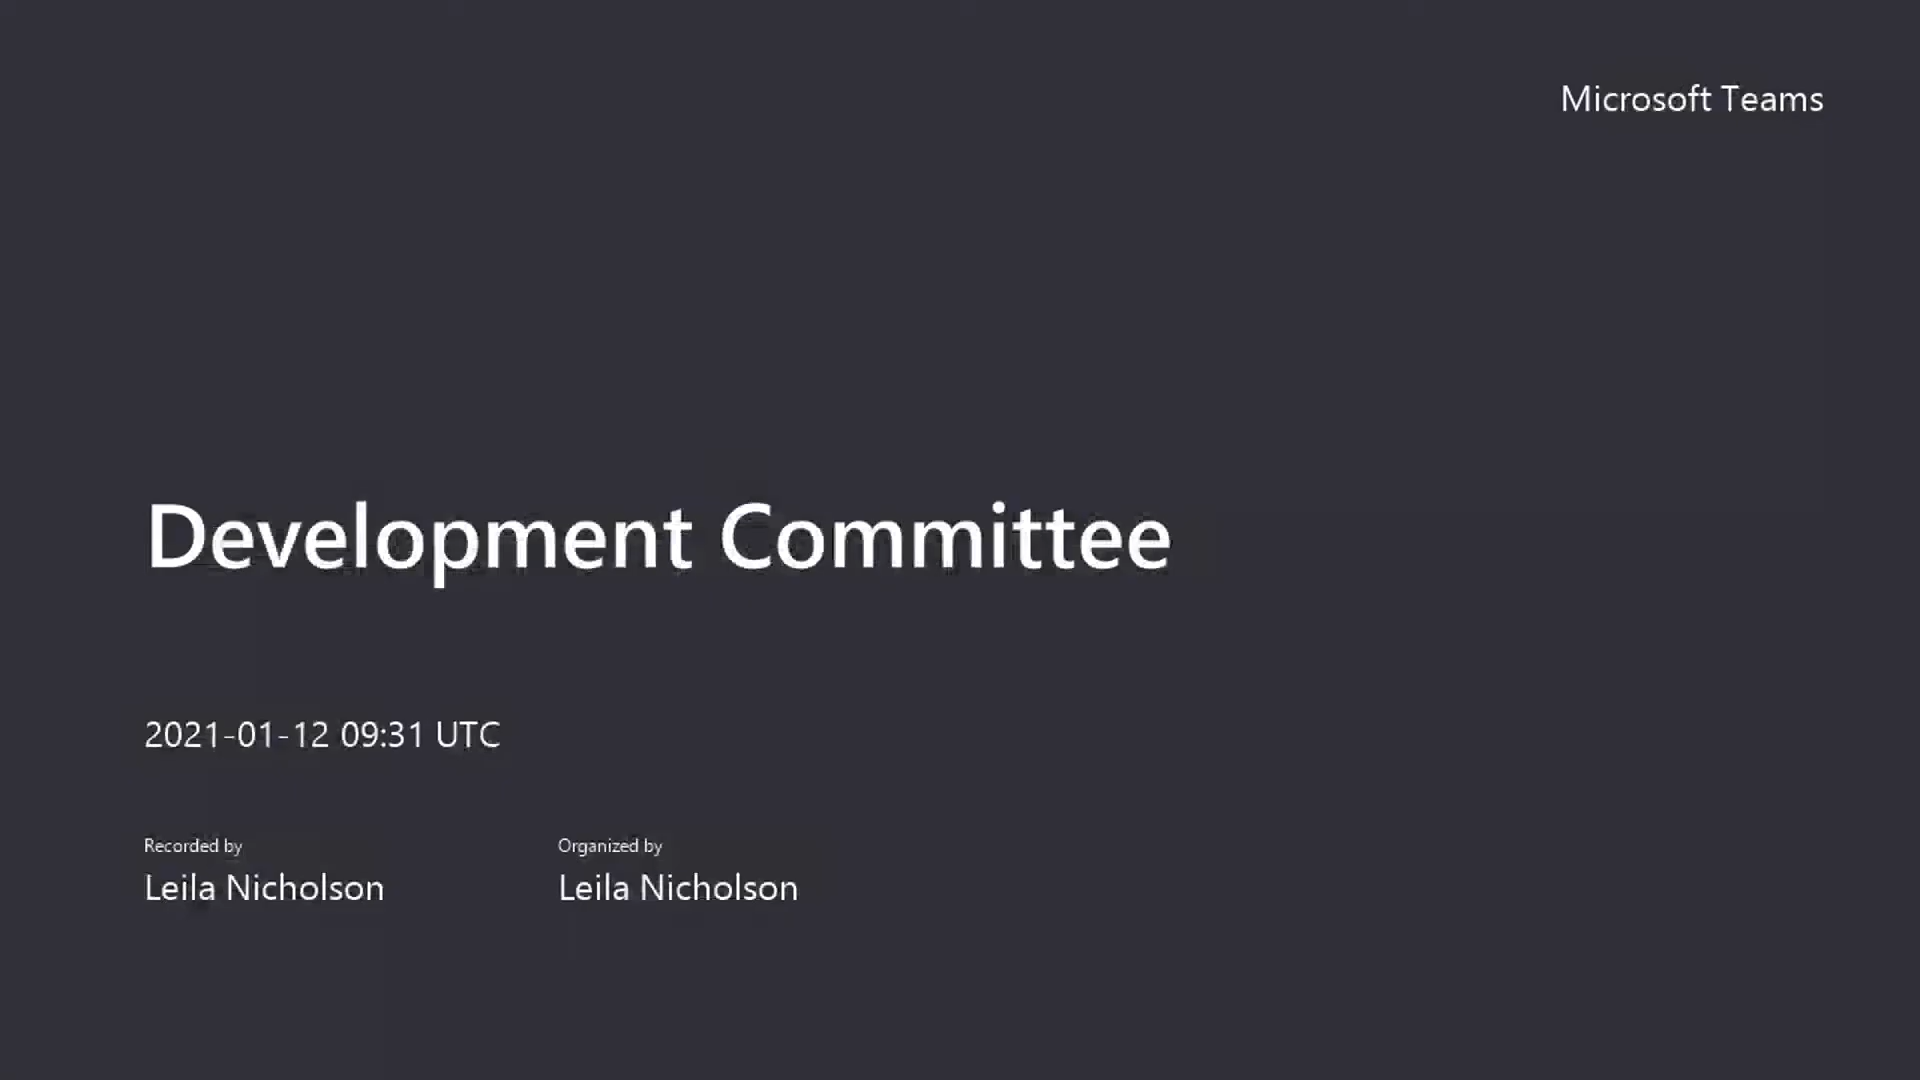 Microsoft Teams
Development Committee
2021-01-12 09:31 UTC
Recorded by
Leila Nicholson
Organized by
Leila Nicholson